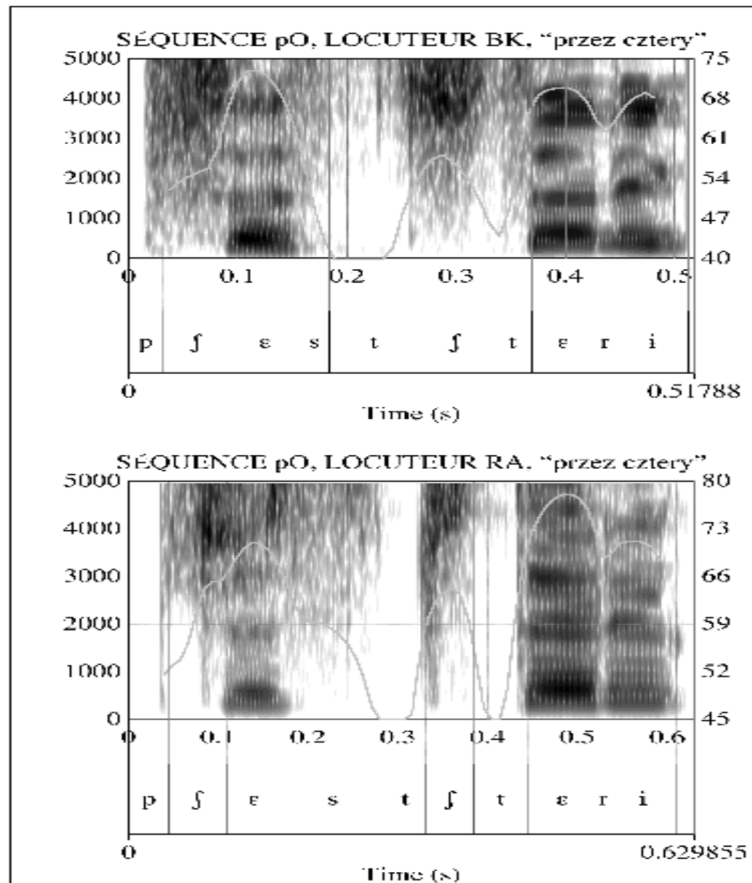 SÉQUENCE pO, LOCUTEUR BK, “przez cztery”
5000 75
4000 68
3000 61
2000 54
1000 47
0 40
0 0.1 0.2 0.3 0.4 0.5
p ʃ ɛ s t ʃ t ɛ r i
0 0.51788
Time (s)
SÉQUENCE pO, LOCUTEUR RA, “przez cztery”
5000 80
4000 73
3000 66
2000 59
1000 52
0 45
0 0.1 0.2 0.3 0.4 0.5 0.6
p ʃ ɛ s t ʃ t ɛ r i
0 0.629855
Time (s)